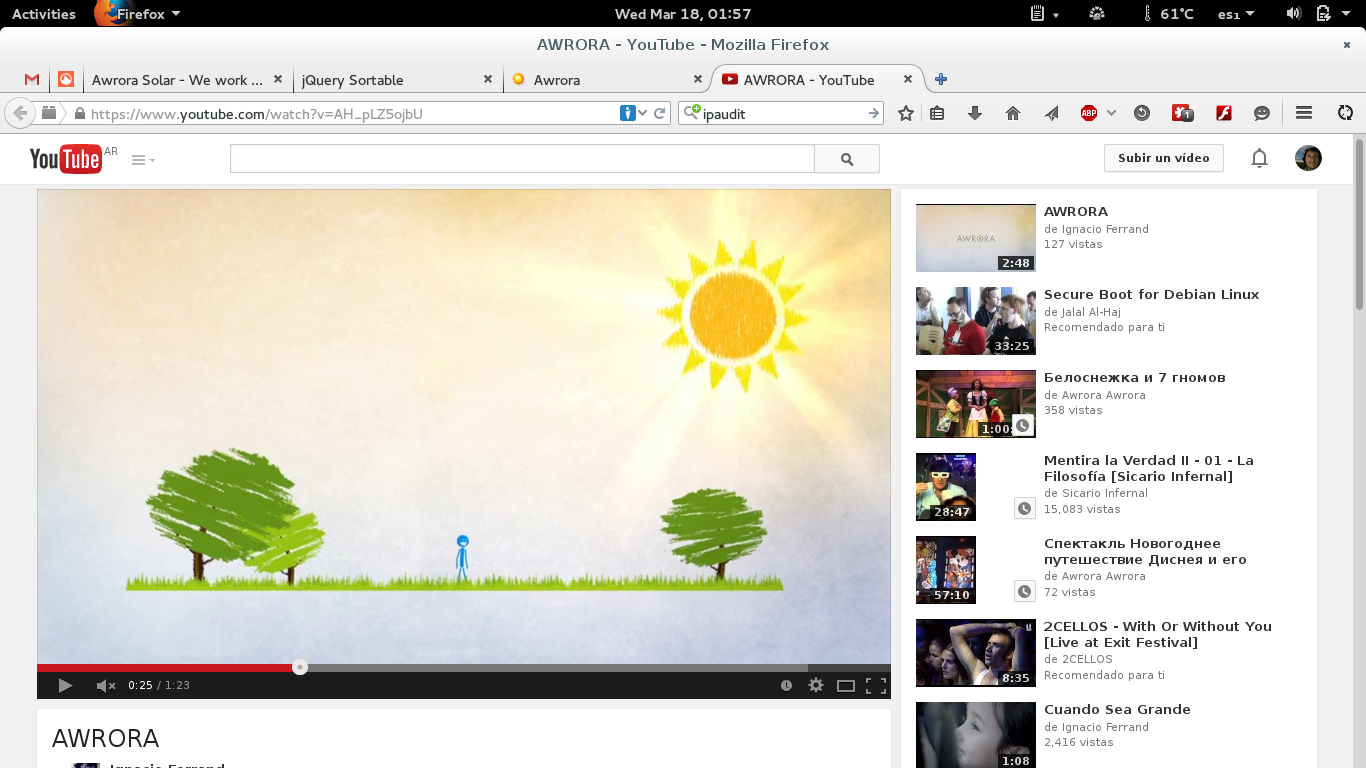 Activities Firefox Wed Mar 18, 01:57 61°C es₁
AWRORA - YouTube - Mozilla Firefox
Awrora Solar - We work ... jQuery Sortable Awrora AWRORA - YouTube
https://www.youtube.com/watch?v=AH_pLZ5ojbU ipaudit ABP 1
YouTube AR Subir un vídeo
AWRORA
2:48
AWRORA
de Ignacio Ferrand
127 vistas
33:25
Secure Boot for Debian Linux
de Jalal Al-Haj
Recomendado para ti
1:00:
Белоснежка и 7 гномов
de Awrora Awrora
358 vistas
28:47
Mentira la Verdad II - 01 - La
Filosofía [Sicario Infernal]
de Sicario Infernal
15,083 vistas
57:10
Спектакль Новогоднее
путешествие Диснея и его
de Awrora Awrora
72 vistas
8:35
2CELLOS - With Or Without You
[Live at Exit Festival]
de 2CELLOS
Recomendado para ti
1:08
Cuando Sea Grande
de Ignacio Ferrand
2,416 vistas
0:25 / 1:23
AWRORA
Ignacio Ferrand